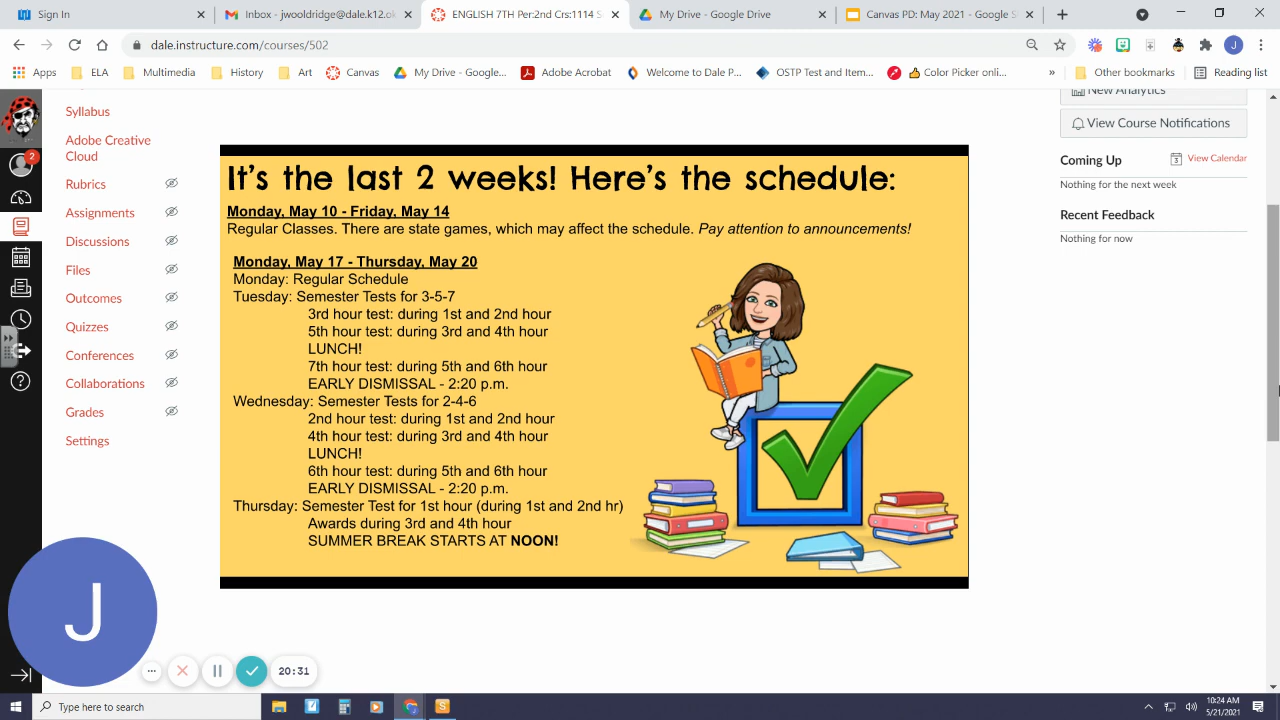 Sign In
jwooldridge@dale12.k
ENGLISH 7TH1114 S
My Drive - Google Drive
Canvas PD: May 2021 - Google S
dale.instructure.com/courses/502
Apps
ELA
Multimedia
History
Art
Canvas
My Drive - Google...
Adobe Acrobat
Welcome to Dale P...
OSTP Test and Item...
Color Picker onli...
»
Other bookmarks
Reading list
2
Syllabus
Adobe Creative
Cloud
Rubrics
Assignments
Discussions
Files
Outcomes
Quizzes
Conferences
Collaborations
Grades
Settings
It's the last 2 weeks! Here's the schedule:
Monday, May 10 - Friday, May 14
Regular Classes. There are state games, which may affect the schedule. Pay attention to announcements!
Monday, May 17 - Thursday, May 20
Monday: Regular Schedule
Tuesday: Semester Tests for 3-5-7
3rd hour test: during 1st and 2nd hour
5th hour test: during 3rd and 4th hour
LUNCH!
7th hour test: during 5th and 6th hour
EARLY DISMISSAL - 2:20 p.m.
Wednesday: Semester Tests for 2-4-6
2nd hour test: during 1st and 2nd hour
4th hour test: during 3rd and 4th hour
LUNCH!
6th hour test: during 5th and 6th hour
EARLY DISMISSAL - 2:20 p.m.
Thursday: Semester Test for 1st hour (during 1st and 2nd hr)
Awards during 3rd and 4th hour
SUMMER BREAK STARTS AT NOON!
New Analytics
View Course Notifications
Coming Up
View Calendar
Nothing for the next week
Recent Feedback
Nothing for now
J
20:31
Type here to search
10:24 AM
5/21/2021